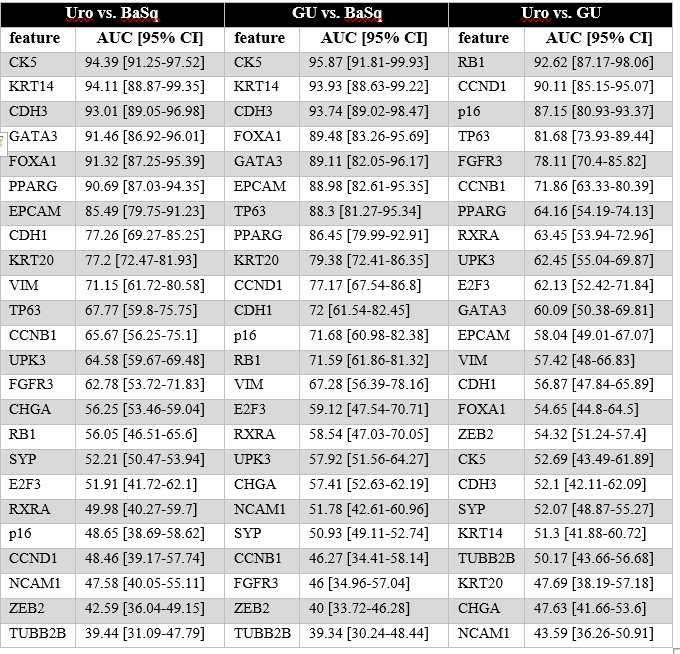 Uro vs. BaSq GU vs. BaSq Uro vs. GU
feature AUC [95% CI] feature AUC [95% CI] feature AUC [95% CI]
CK5 94.39 [91.25-97.52] CK5 95.87 [91.81-99.93] RB1 92.62 [87.17-98.06]
KRT14 94.11 [88.87-99.35] KRT14 93.93 [88.63-99.22] CCND1 90.11 [85.15-95.07]
CDH3 93.01 [89.05-96.98] CDH3 93.74 [89.02-98.47] p16 87.15 [80.93-93.37]
GATA3 91.46 [86.92-96.01] FOXA1 89.48 [83.26-95.69] TP63 81.68 [73.93-89.44]
FOXA1 91.32 [87.25-95.39] GATA3 89.11 [82.05-96.17] FGFR3 78.11 [70.4-85.82]
PPARG 90.69 [87.03-94.35] EPCAM 88.98 [82.61-95.35] CCNB1 71.86 [63.33-80.39]
EPCAM 85.49 [79.75-91.23] TP63 88.3 [81.27-95.34] PPARG 64.16 [54.19-74.13]
CDH1 77.26 [69.27-85.25] PPARG 86.45 [79.99-92.91] RXRA 63.45 [53.94-72.96]
KRT20 77.2 [72.47-81.93] KRT20 79.38 [72.41-86.35] UPK3 62.45 [55.04-69.87]
VIM 71.15 [61.72-80.58] CCND1 77.17 [67.54-86.8] E2F3 62.13 [52.42-71.84]
TP63 67.77 [59.8-75.75] CDH1 72 [61.54-82.45] GATA3 60.09 [50.38-69.81]
CCNB1 65.67 [56.25-75.1] p16 71.68 [60.98-82.38] EPCAM 58.04 [49.01-67.07]
UPK3 64.58 [59.67-69.48] RB1 71.59 [61.86-81.32] VIM 57.42 [48-66.83]
FGFR3 62.78 [53.72-71.83] VIM 67.28 [56.39-78.16] CDH1 56.87 [47.84-65.89]
CHGA 56.25 [53.46-59.04] E2F3 59.12 [47.54-70.71] FOXA1 54.65 [44.8-64.5]
RB1 56.05 [46.51-65.6] RXRA 58.54 [47.03-70.05] ZEB2 54.32 [51.24-57.4]
SYP 52.21 [50.47-53.94] UPK3 57.92 [51.56-64.27] CK5 52.69 [43.49-61.89]
E2F3 51.91 [41.72-62.1] CHGA 57.41 [52.63-62.19] CDH3 52.1 [42.11-62.09]
RXRA 49.98 [40.27-59.7] NCAM1 51.78 [42.61-60.96] SYP 52.07 [48.87-55.27]
p16 48.65 [38.69-58.62] SYP 50.93 [49.11-52.74] KRT14 51.3 [41.88-60.72]
CCND1 48.46 [39.17-57.74] CCNB1 46.27 [34.41-58.14] TUBB2B 50.17 [43.66-56.68]
NCAM1 47.58 [40.05-55.11] FGFR3 46 [34.96-57.04] KRT20 47.69 [38.19-57.18]
ZEB2 42.59 [36.04-49.15] ZEB2 40 [33.72-46.28] CHGA 47.63 [41.66-53.6]
TUBB2B 39.44 [31.09-47.79] TUBB2B 39.34 [30.24-48.44] NCAM1 43.59 [36.26-50.91]